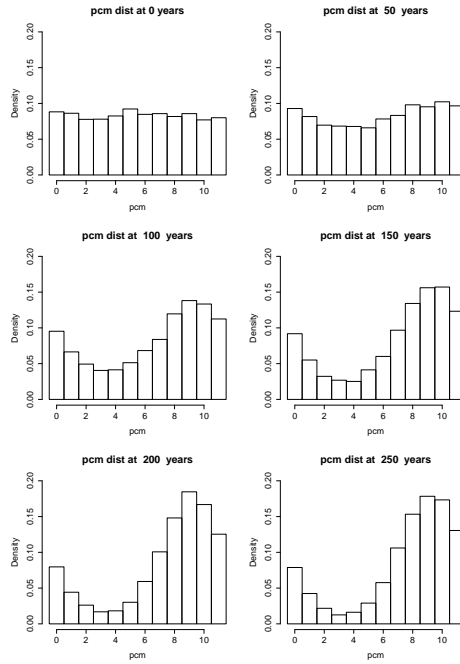 pcm dist at 0 years
Density
0.00 0.05 0.10 0.15 0.20
0 2 4 6 8 10
pcm
pcm dist at  50  years
Density
0.00 0.05 0.10 0.15 0.20
0 2 4 6 8 10
pcm
pcm dist at  100  years
Density
0.00 0.05 0.10 0.15 0.20
0 2 4 6 8 10
pcm
pcm dist at  150  years
Density
0.00 0.05 0.10 0.15 0.20
0 2 4 6 8 10
pcm
pcm dist at  200  years
Density
0.00 0.05 0.10 0.15 0.20
0 2 4 6 8 10
pcm
pcm dist at  250  years
Density
0.00 0.05 0.10 0.15 0.20
0 2 4 6 8 10
pcm